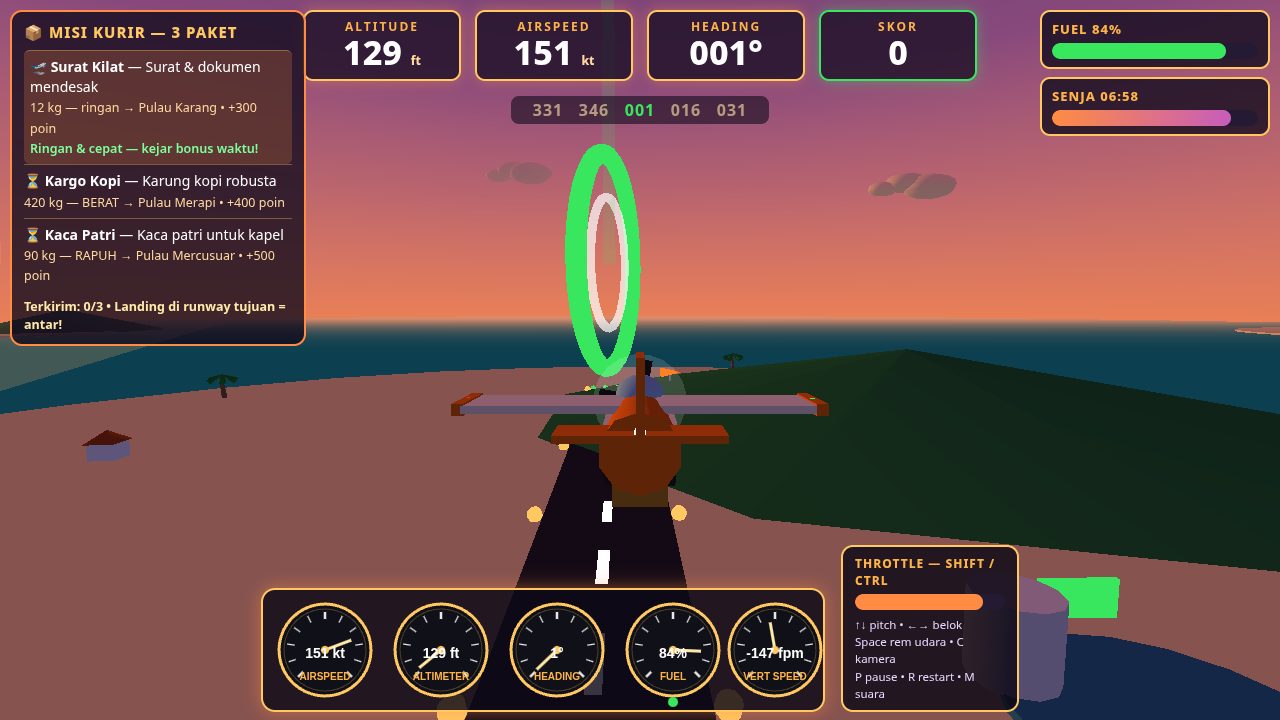 📦 MISI KURIR — 3 PAKET
🛫 Surat Kilat — Surat & dokumen
mendesak
12 kg — ringan → Pulau Karang • +300
poin
Ringan & cepat — kejar bonus waktu!
⏳ Kargo Kopi — Karung kopi robusta
420 kg — BERAT → Pulau Merapi • +400 poin
⏳ Kaca Patri — Kaca patri untuk kapel
90 kg — RAPUH → Pulau Mercusuar • +500
poin
Terkirim: 0/3 • Landing di runway tujuan =
antar!
ALTITUDE
129 ft
AIRSPEED
151 kt
HEADING
001°
SKOR
0
331 346 001 016 031
FUEL 84%
SENJA 06:58
151 kt
AIRSPEED
129 ft
ALTIMETER
1°
HEADING
84%
FUEL
-147 fpm
VERT SPEED
THROTTLE — SHIFT /
CTRL
↑↓ pitch • ←→ belok
Space rem udara • C
kamera
P pause • R restart • M
suara